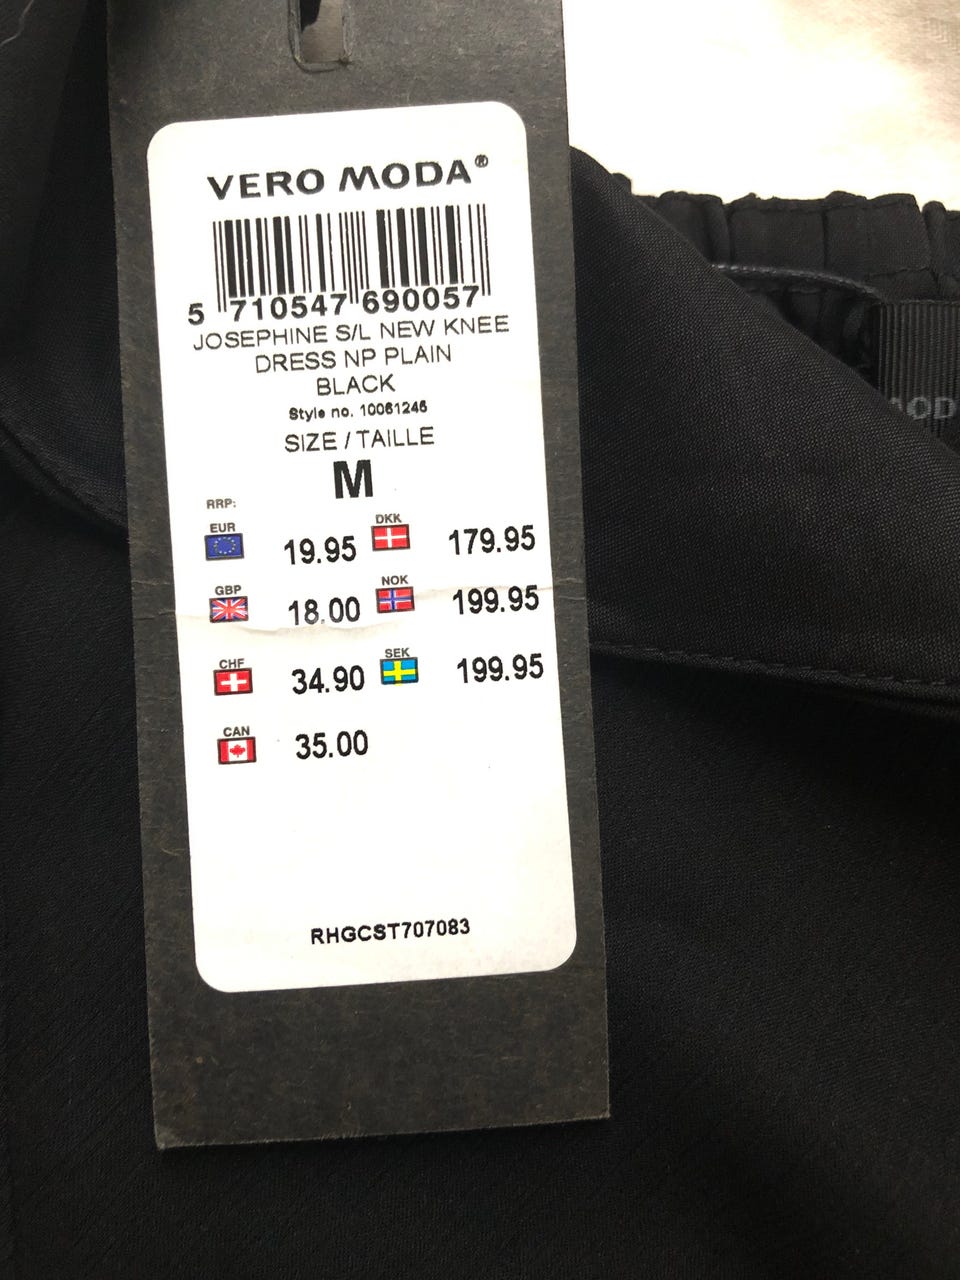 VERO MODA®
5 710547 690057
JOSEPHINE S/L NEW KNEE
DRESS NP PLAIN
BLACK
Style no. 10061246
SIZE / TAILLE
M
RRP:
EUR 19.95 DKK 179.95
GBP 18.00 NOK 199.95
CHF 34.90 SEK 199.95
CAN 35.00
RHGCST707083